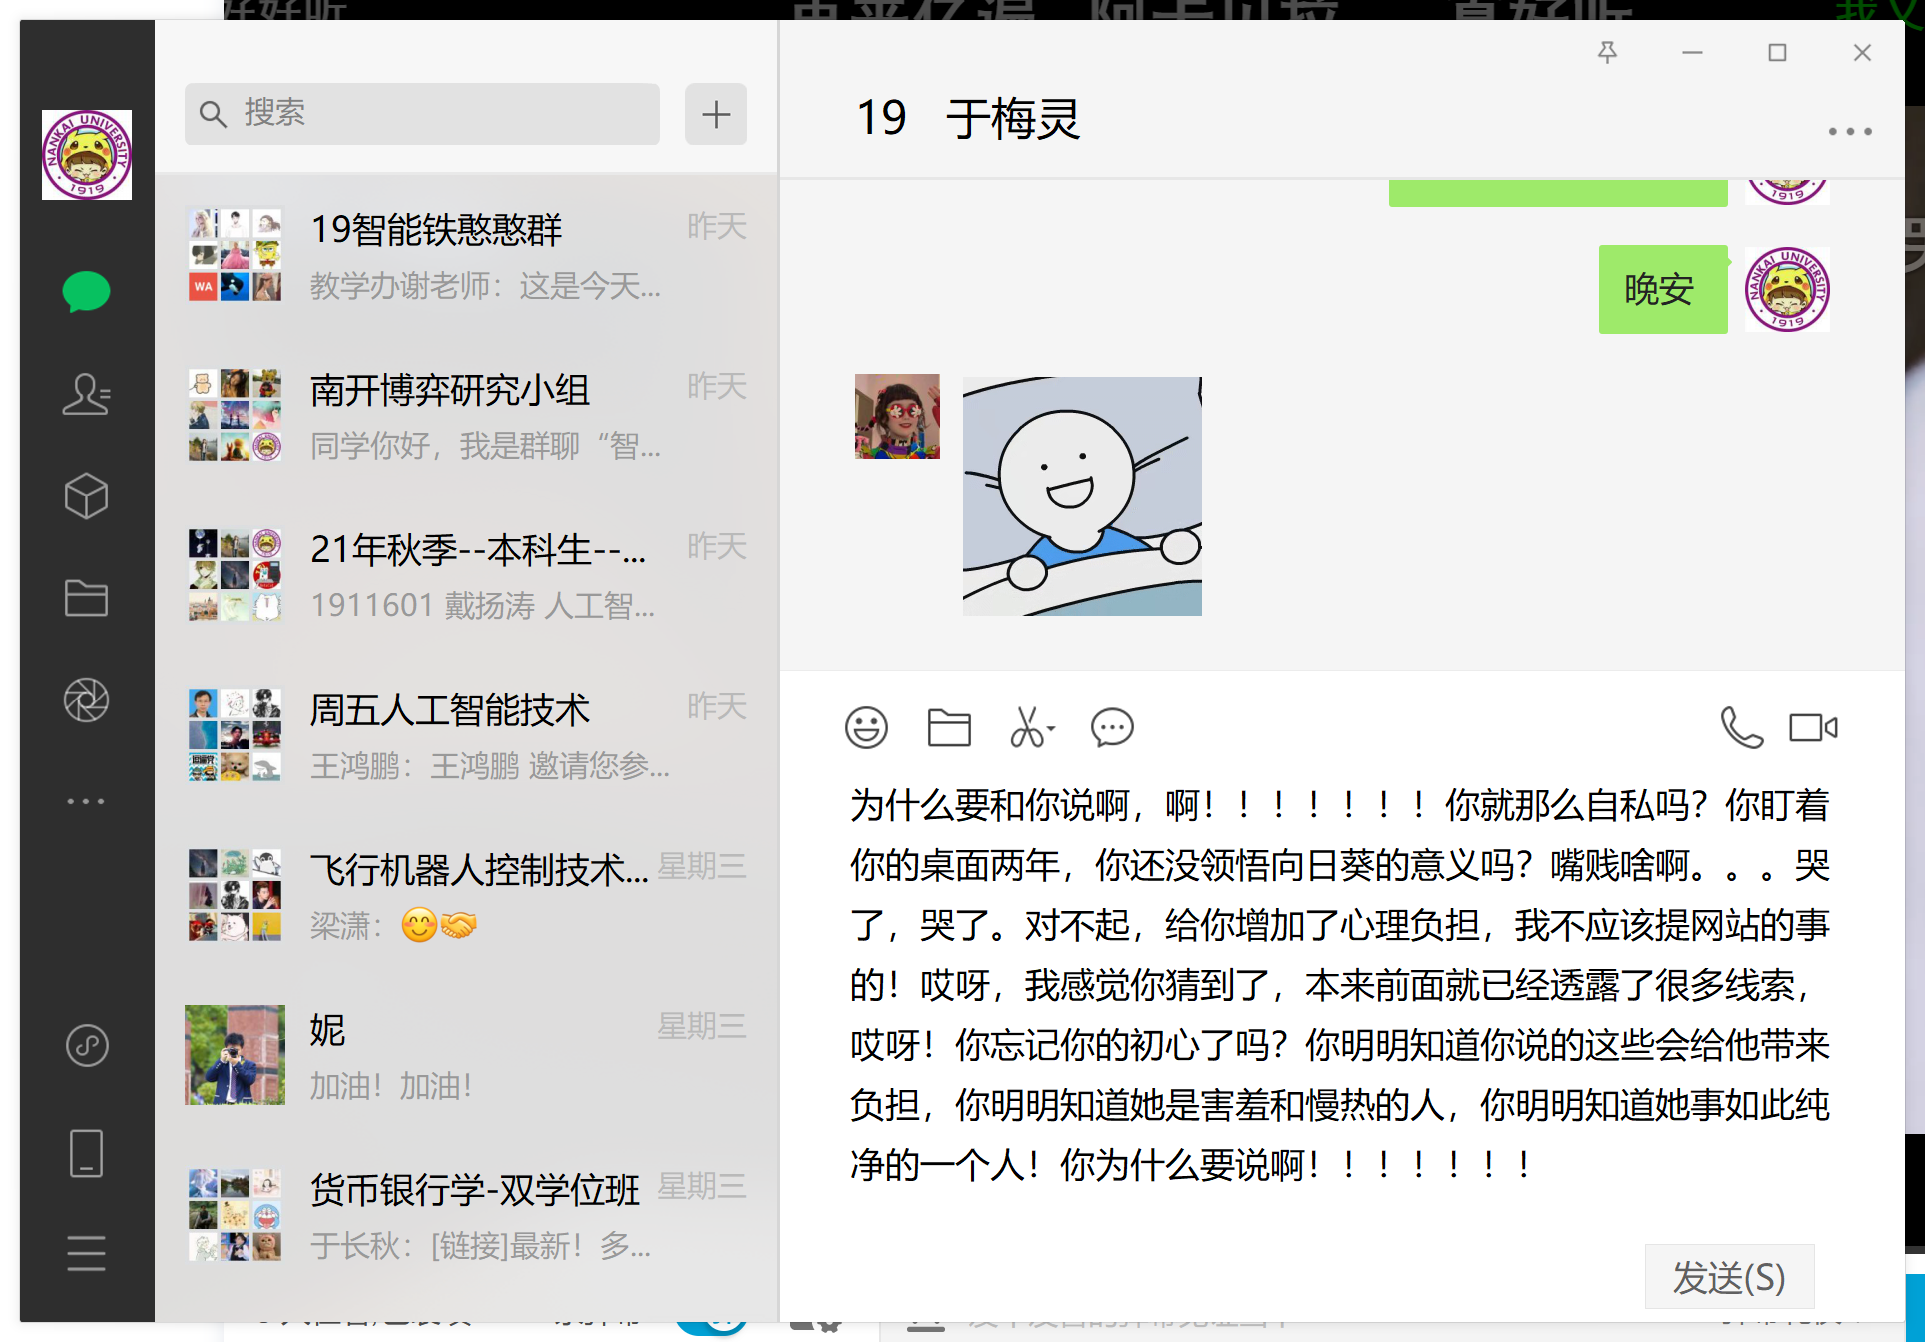 搜索
19智能铁憨憨群
昨天
教学办谢老师：这是今天...
南开博弈研究小组
昨天
同学你好，我是群聊“智...
21年秋季--本科生--...
昨天
1911601 戴扬涛 人工智...
周五人工智能技术
昨天
王鸿鹏：王鸿鹏 邀请您参...
飞行机器人控制技术...
星期三
梁潇：😊🤝
妮
星期三
加油！加油！
货币银行学-双学位班
星期三
于长秋：[链接]最新！多...
19 于梅灵
晚安
NANKAI UNIVERSITY
1919
为什么要和你说啊，啊！！！！！！！你就那么自私吗？你盯着
你的桌面两年，你还没领悟向日葵的意义吗？嘴贱啥啊。。。哭
了，哭了。对不起，给你增加了心理负担，我不应该提网站的事
的！哎呀，我感觉你猜到了，本来前面就已经透露了很多线索，
哎呀！你忘记你的初心了吗？你明明知道你说的这些会给他带来
负担，你明明知道她是害羞和慢热的人，你明明知道她事如此纯
净的一个人！你为什么要说啊！！！！！！！
发送(S)
NANKAI UNIVERSITY
1919
WA